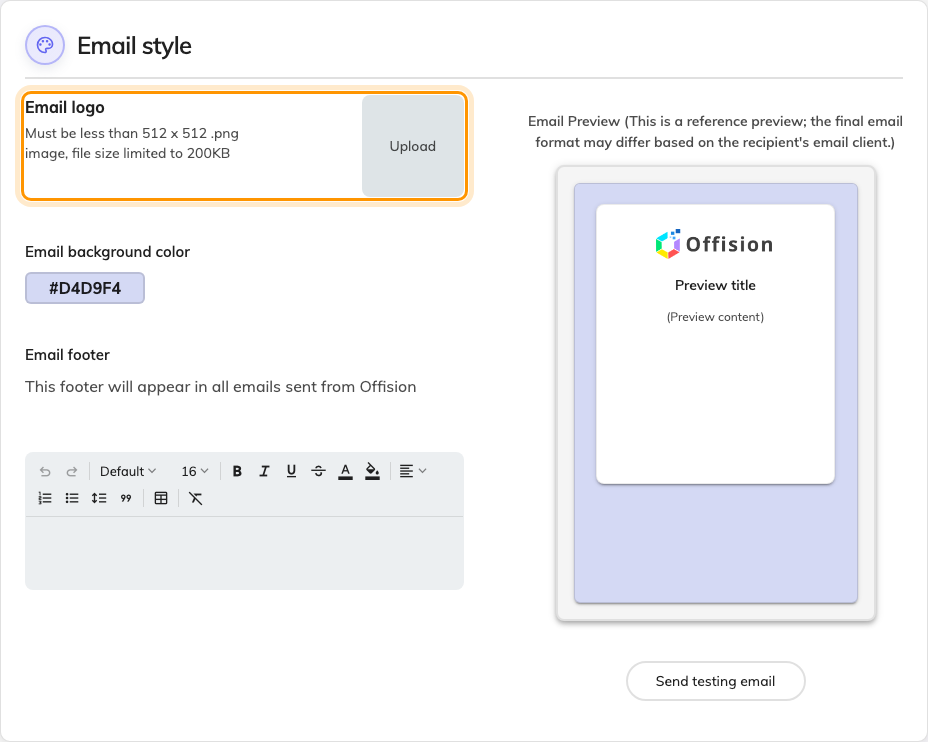 Email style
Email logo
Must be less than 512 x 512 .png
image, file size limited to 200KB
Upload
Email background color
#D4D9F4
Email footer
This footer will appear in all emails sent from Offision
Default
16
B I U A
Email Preview (This is a reference preview; the final email
format may differ based on the recipient's email client.)
Offision
Preview title
(Preview content)
Send testing email